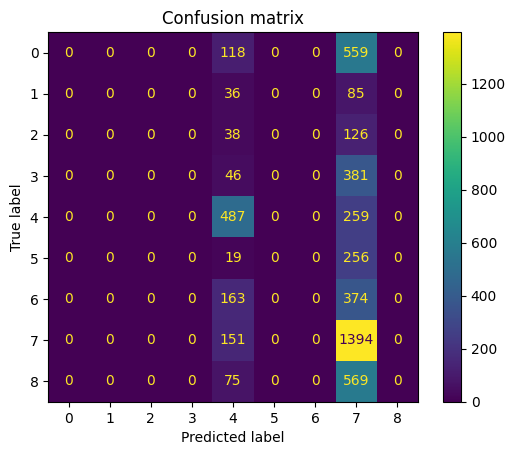 Confusion matrix
0 0 0 0 0 118 0 0 559 0
1 0 0 0 0 36 0 0 85 0
2 0 0 0 0 38 0 0 126 0
3 0 0 0 0 46 0 0 381 0
4 0 0 0 0 487 0 0 259 0
5 0 0 0 0 19 0 0 256 0
6 0 0 0 0 163 0 0 374 0
7 0 0 0 0 151 0 0 1394 0
8 0 0 0 0 75 0 0 569 0
0 1 2 3 4 5 6 7 8
Predicted label
True label
1200
1000
800
600
400
200
0